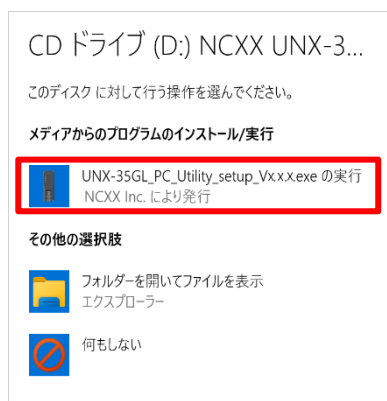 CD ドライブ (D:) NCXX UNX-3...
このディスク に対して行う操作を選んでください。
メディアからのプログラムのインストール/実行
UNX-35GL_PC_Utility_setup_Vx.x.x.exe の実行
NCXX Inc. により発行
その他の選択肢
フォルダーを開いてファイルを表示
エクスプローラー
何もしない